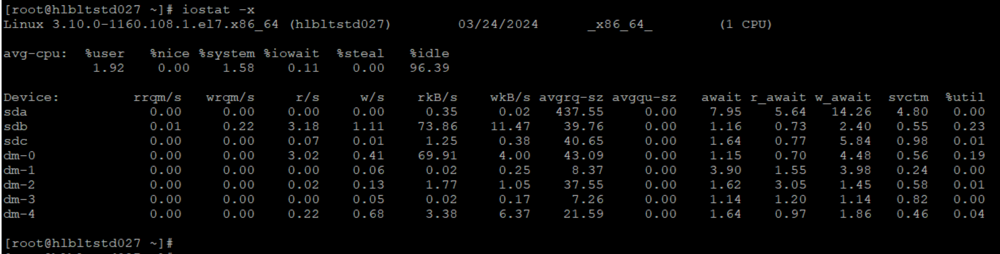 [root@hlbltstd027 ~]# iostat -x
Linux 3.10.0-1160.108.1.el7.x86_64 (hlbltstd027) 03/24/2024 _x86_64_ (1 CPU)
avg-cpu: %user %nice %system %iowait %steal %idle
1.92 0.00 1.58 0.11 0.00 96.39
Device: rrqm/s wrqm/s r/s w/s rkB/s wkB/s avgrq-sz avgqu-sz await r_await w_await svctm %util
sda 0.00 0.00 0.00 0.00 0.35 0.02 437.55 0.00 7.95 5.64 14.26 4.80 0.00
sdb 0.01 0.22 3.18 1.11 73.86 11.47 39.76 0.00 1.16 0.73 2.40 0.55 0.23
sdc 0.00 0.00 0.07 0.01 1.25 0.38 40.65 0.00 1.64 0.77 5.84 0.98 0.01
dm-0 0.00 0.00 3.02 0.41 69.91 4.00 43.09 0.00 1.15 0.70 4.48 0.56 0.19
dm-1 0.00 0.00 0.00 0.06 0.02 0.25 8.37 0.00 3.90 1.55 3.98 0.24 0.00
dm-2 0.00 0.00 0.02 0.13 1.77 1.05 37.55 0.00 1.62 3.05 1.45 0.58 0.01
dm-3 0.00 0.00 0.00 0.05 0.02 0.17 7.26 0.00 1.14 1.20 1.14 0.82 0.00
dm-4 0.00 0.00 0.22 0.68 3.38 6.37 21.59 0.00 1.64 0.97 1.86 0.46 0.04
[root@hlbltstd027 ~]#